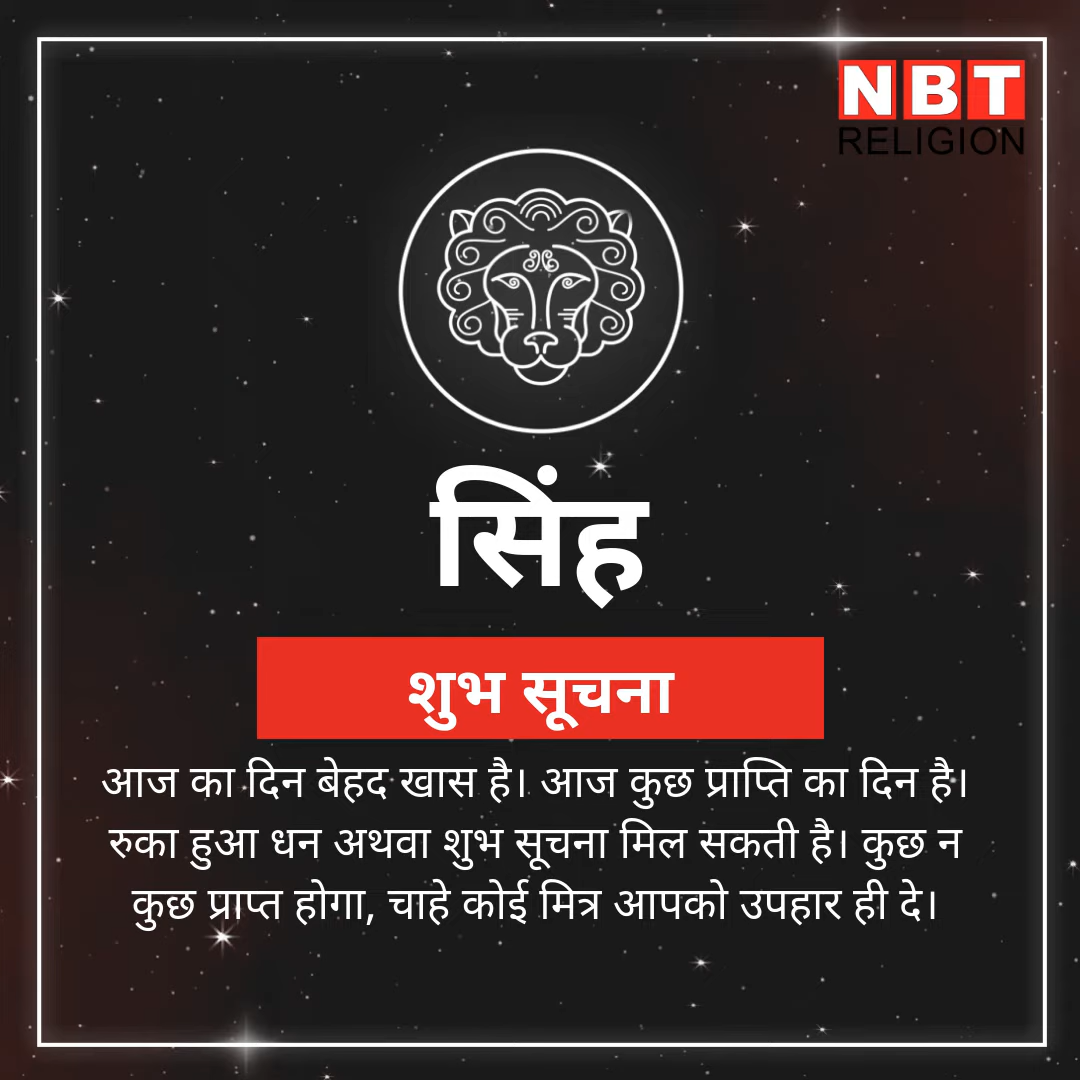 NBT
RELIGION
सिंह
शुभ सूचना
आज का दिन बेहद खास है। आज कुछ प्राप्ति का दिन है।
रुका हुआ धन अथवा शुभ सूचना मिल सकती है। कुछ न
कुछ प्राप्त होगा, चाहे कोई मित्र आपको उपहार ही दे।